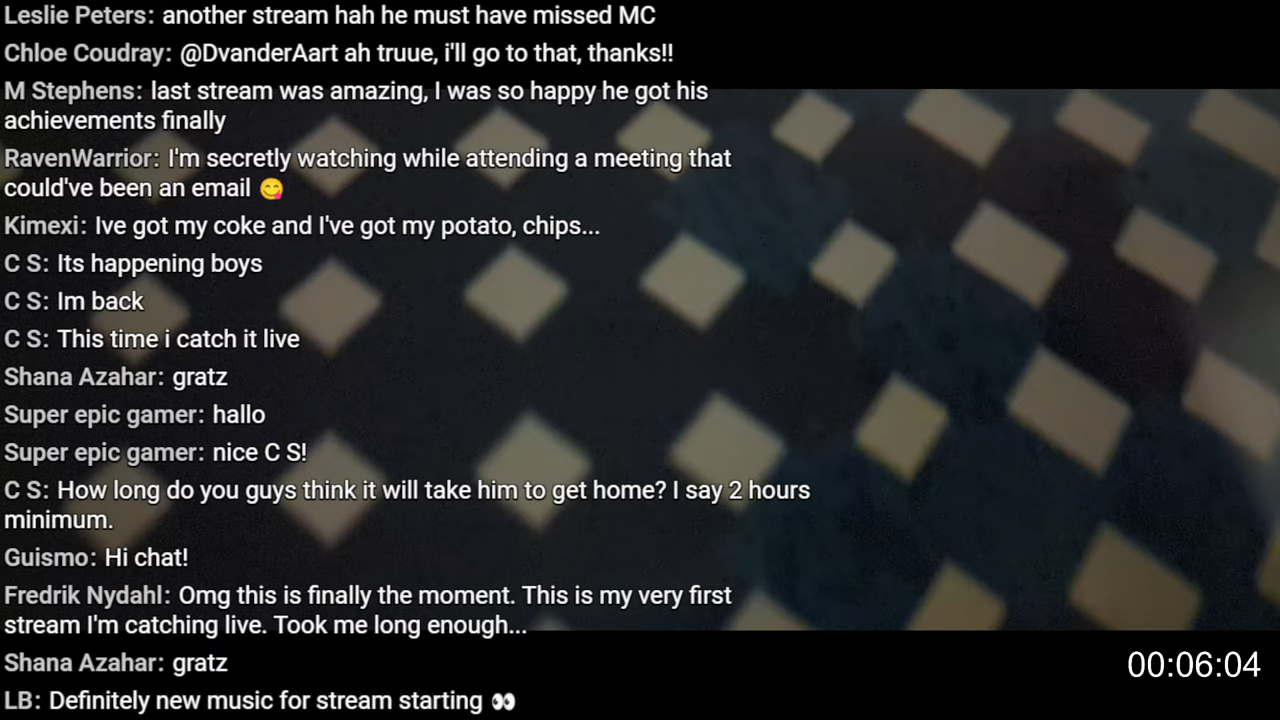 Leslie Peters: another stream hah he must have missed MC
Chloe Coudray: @DvanderAart ah truue, i'll go to that, thanks!!
M Stephens: last stream was amazing, I was so happy he got his
achievements finally
RavenWarrior: I'm secretly watching while attending a meeting that
could've been an email 😋
Kimexi: Ive got my coke and I've got my potato, chips...
C S: Its happening boys
C S: Im back
C S: This time i catch it live
Shana Azahar: gratz
Super epic gamer: hallo
Super epic gamer: nice C S!
C S: How long do you guys think it will take him to get home? I say 2 hours
minimum.
Guismo: Hi chat!
Fredrik Nydahl: Omg this is finally the moment. This is my very first
stream I'm catching live. Took me long enough...
Shana Azahar: gratz
00:06:04
LB: Definitely new music for stream starting 👀